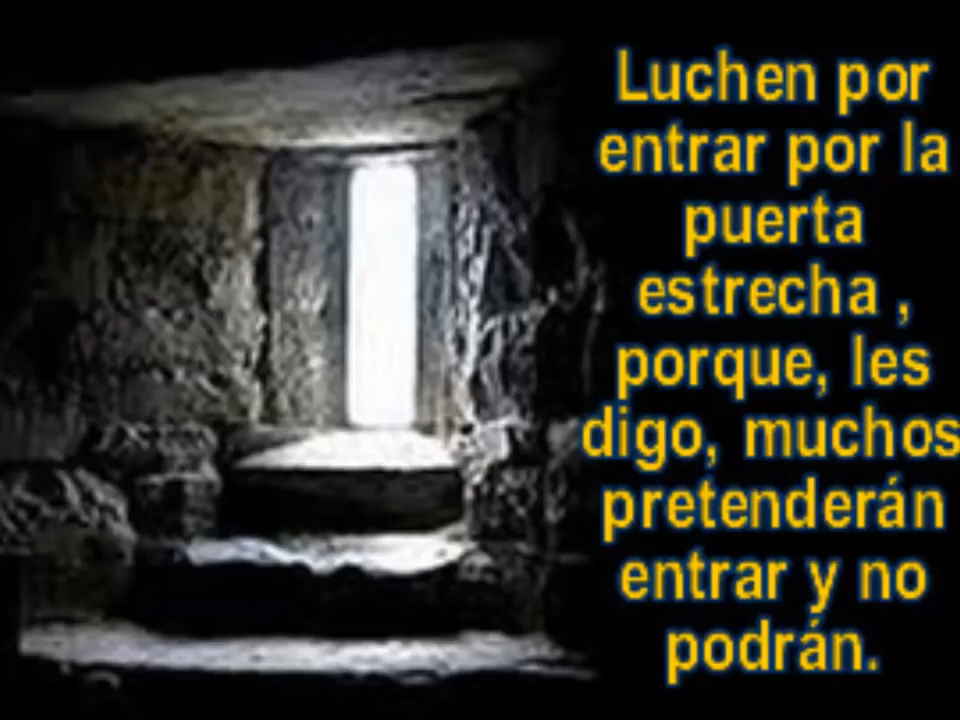 Luchen por
entrar por la
puerta
estrecha ,
porque, les
digo, muchos
pretenderán
entrar y no
podrán.